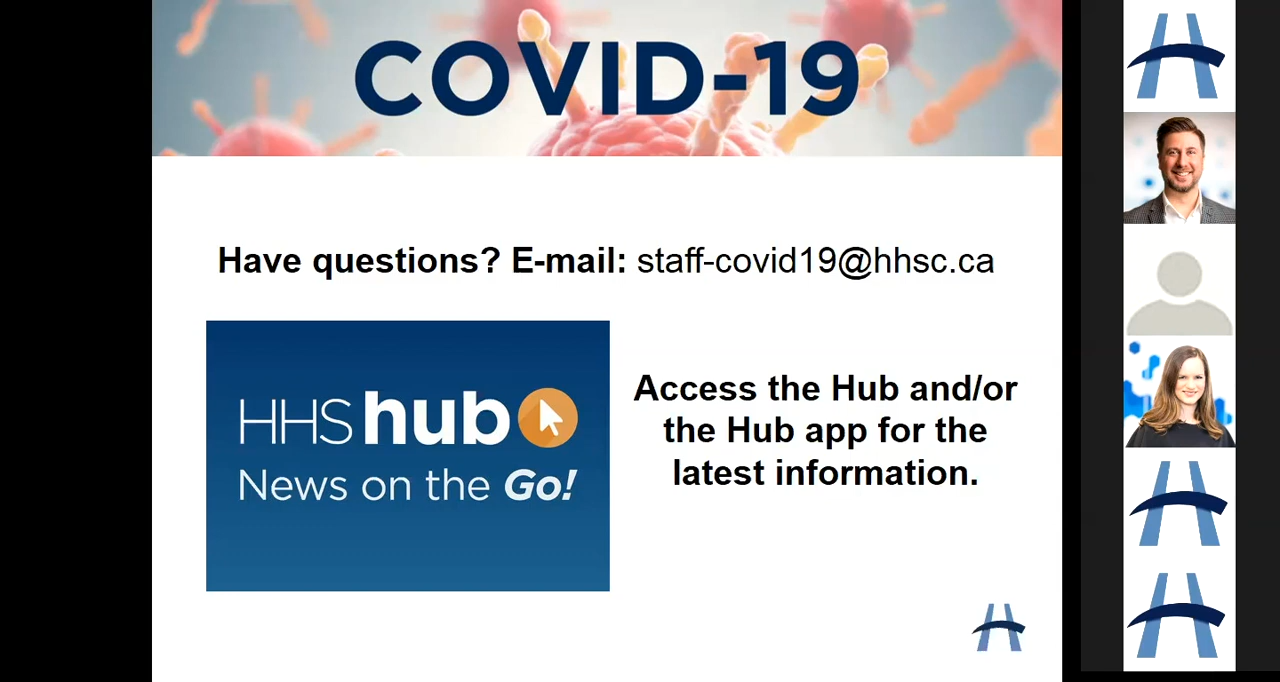 COVID-19
Have questions? E-mail: staff-covid19@hhsc.ca
HHS hub
News on the Go!
Access the Hub and/or
the Hub app for the
latest information.